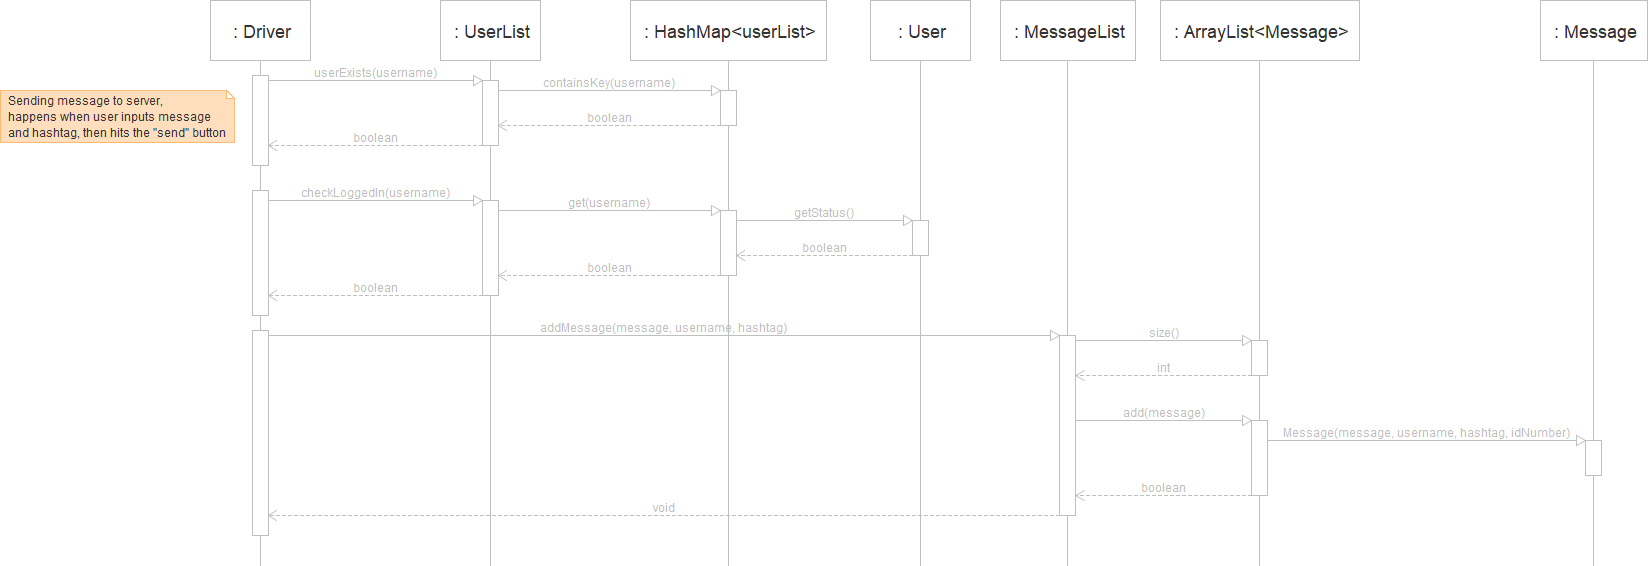 : Driver
: UserList
: HashMap<userList>
: User
: MessageList
: ArrayList<Message>
: Message
userExists(username)
containsKey(username)
Sending message to server,
happens when user inputs message
and hashtag, then hits the "send" button
boolean
boolean
checkLoggedIn(username)
get(username)
getStatus()
boolean
boolean
boolean
addMessage(message, username, hashtag)
size()
int
add(message)
Message(message, username, hashtag, idNumber)
boolean
void